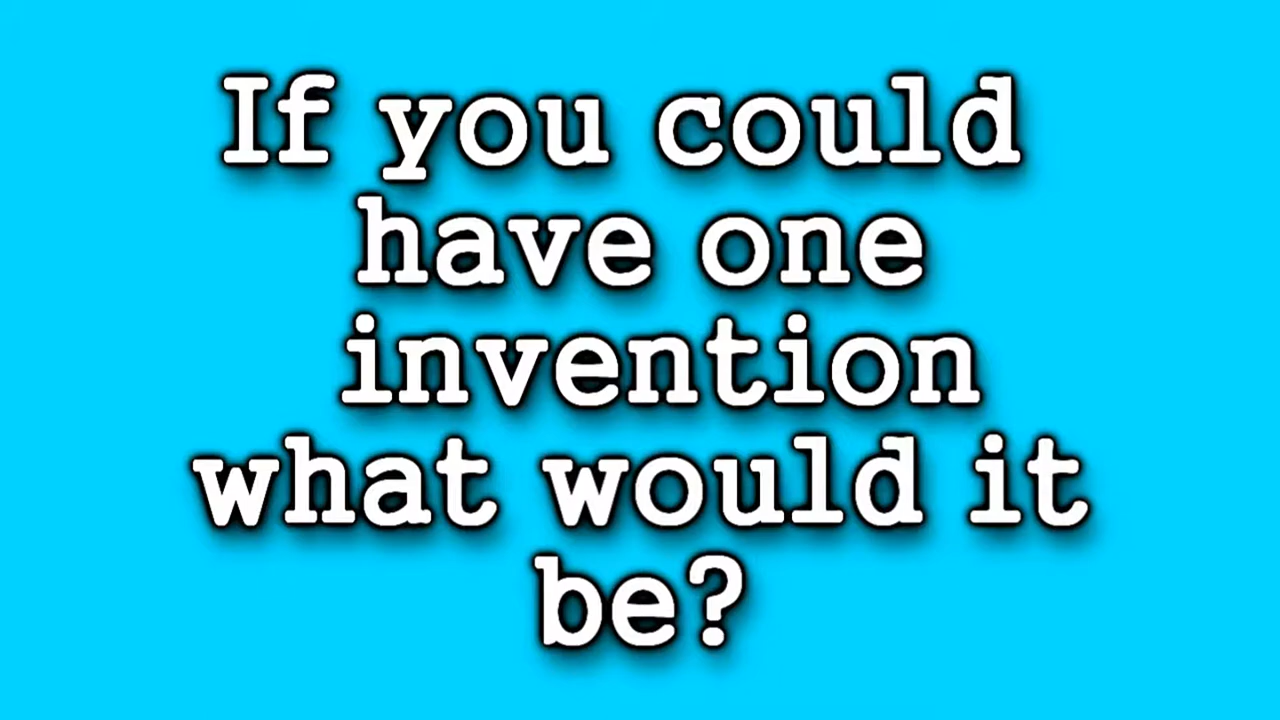 If you could
have one
invention
what would it
be?